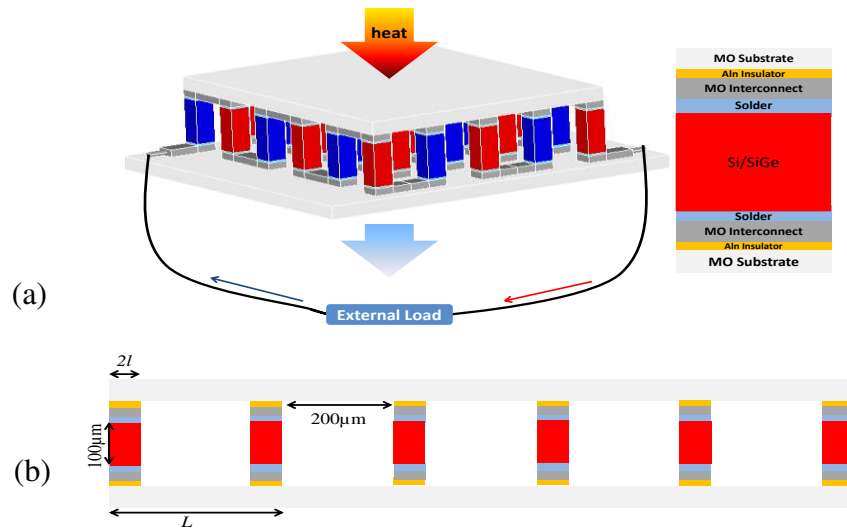 heat
MO Substrate
Aln Insulator
MO Interconnect
Solder
Si/SiGe
Solder
MO Interconnect
Aln Insulator
MO Substrate
External Load
(a)
2l
200µm
100µm
(b)
L